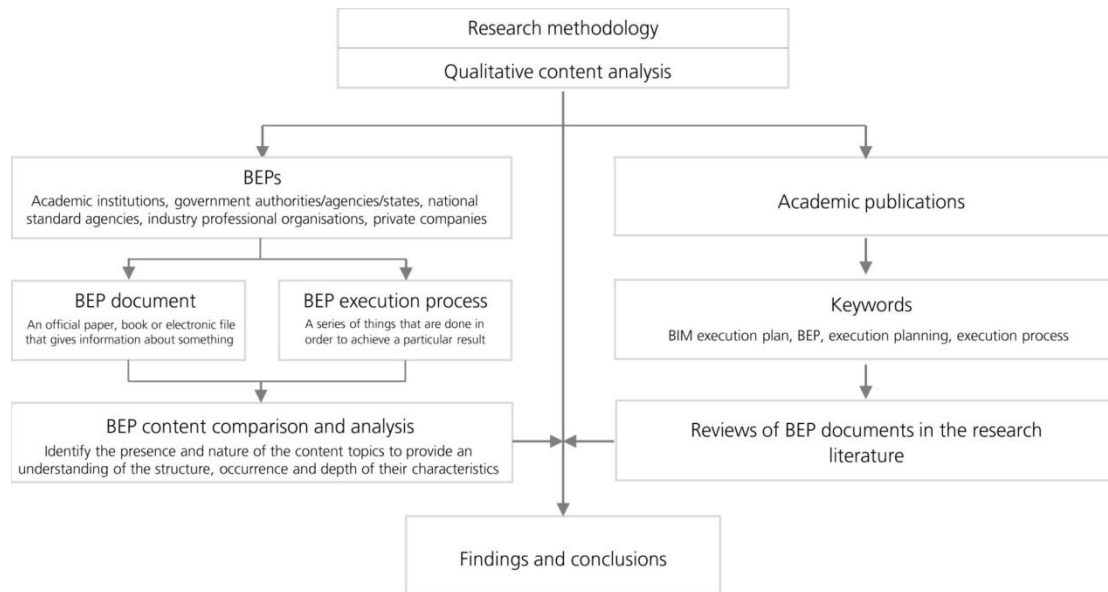 Research methodology
Qualitative content analysis
BEPs
Academic institutions, government authorities/agencies/states, national
standard agencies, industry professional organisations, private companies
Academic publications
BEP document
An official paper, book or electronic file
that gives information about something
BEP execution process
A series of things that are done in
order to achieve a particular result
Keywords
BIM execution plan, BEP, execution planning, execution process
BEP content comparison and analysis
Identify the presence and nature of the content topics to provide an
understanding of the structure, occurrence and depth of their characteristics
Reviews of BEP documents in the research
literature
Findings and conclusions